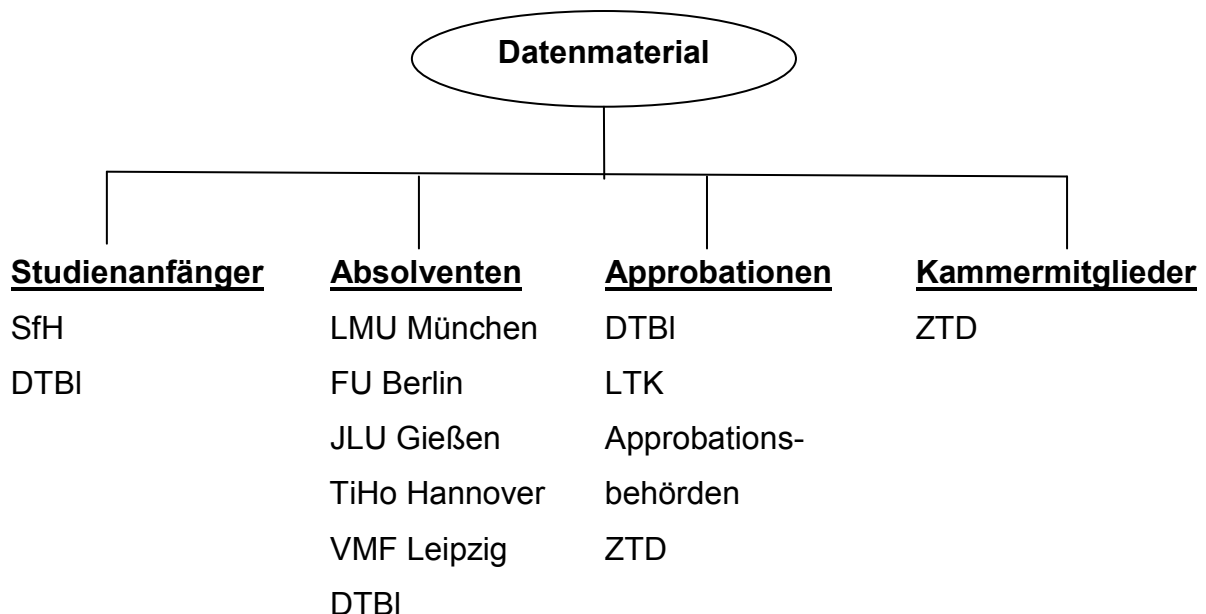 Datenmaterial
Studienanfänger
SfH
DTBl
Absolventen
LMU München
FU Berlin
JLU Gießen
TiHo Hannover
VMF Leipzig
DTBl
Approbationen
DTBl
LTK
Approbations-
behörden
ZTD
Kammermitglieder
ZTD